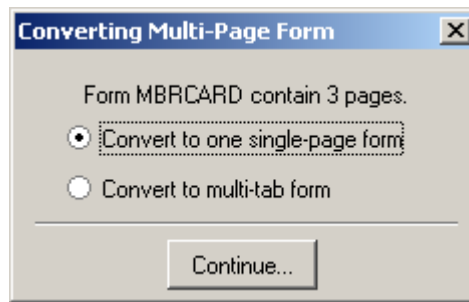 Converting Multi-Page Form
Form MBRCARD contain 3 pages.
Convert to one single-page form
Convert to multi-tab form
Continue...